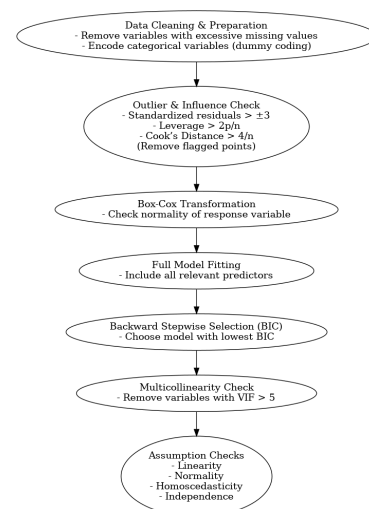 Data Cleaning & Preparation
- Remove variables with excessive missing values
- Encode categorical variables (dummy coding)
Outlier & Influence Check
- Standardized residuals > ±3
- Leverage > 2p/n
- Cook's Distance > 4/n
(Remove flagged points)
Box-Cox Transformation
- Check normality of response variable
Full Model Fitting
- Include all relevant predictors
Backward Stepwise Selection (BIC)
- Choose model with lowest BIC
Multicollinearity Check
- Remove variables with VIF > 5
Assumption Checks
- Linearity
- Normality
- Homoscedasticity
- Independence